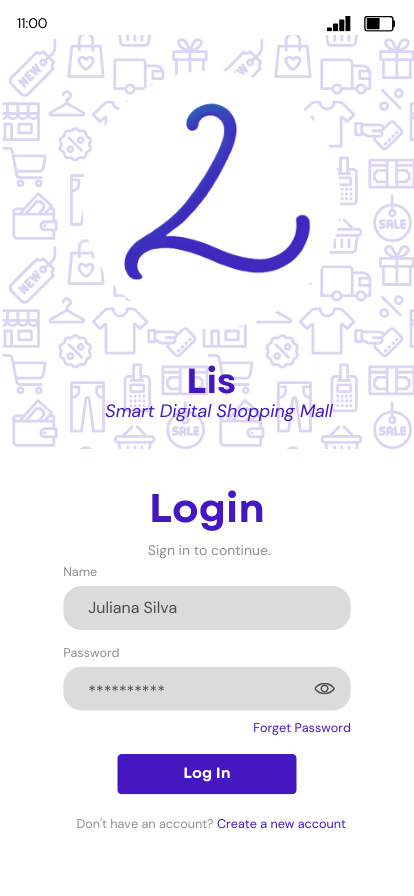 11:00
NEW
SALE
NEW
Lis
Smart Digital Shopping Mall
SALE
Login
Sign in to continue.
Name
Juliana Silva
Password
**********
Forget Password
Log In
Don't have an account? Create a new account